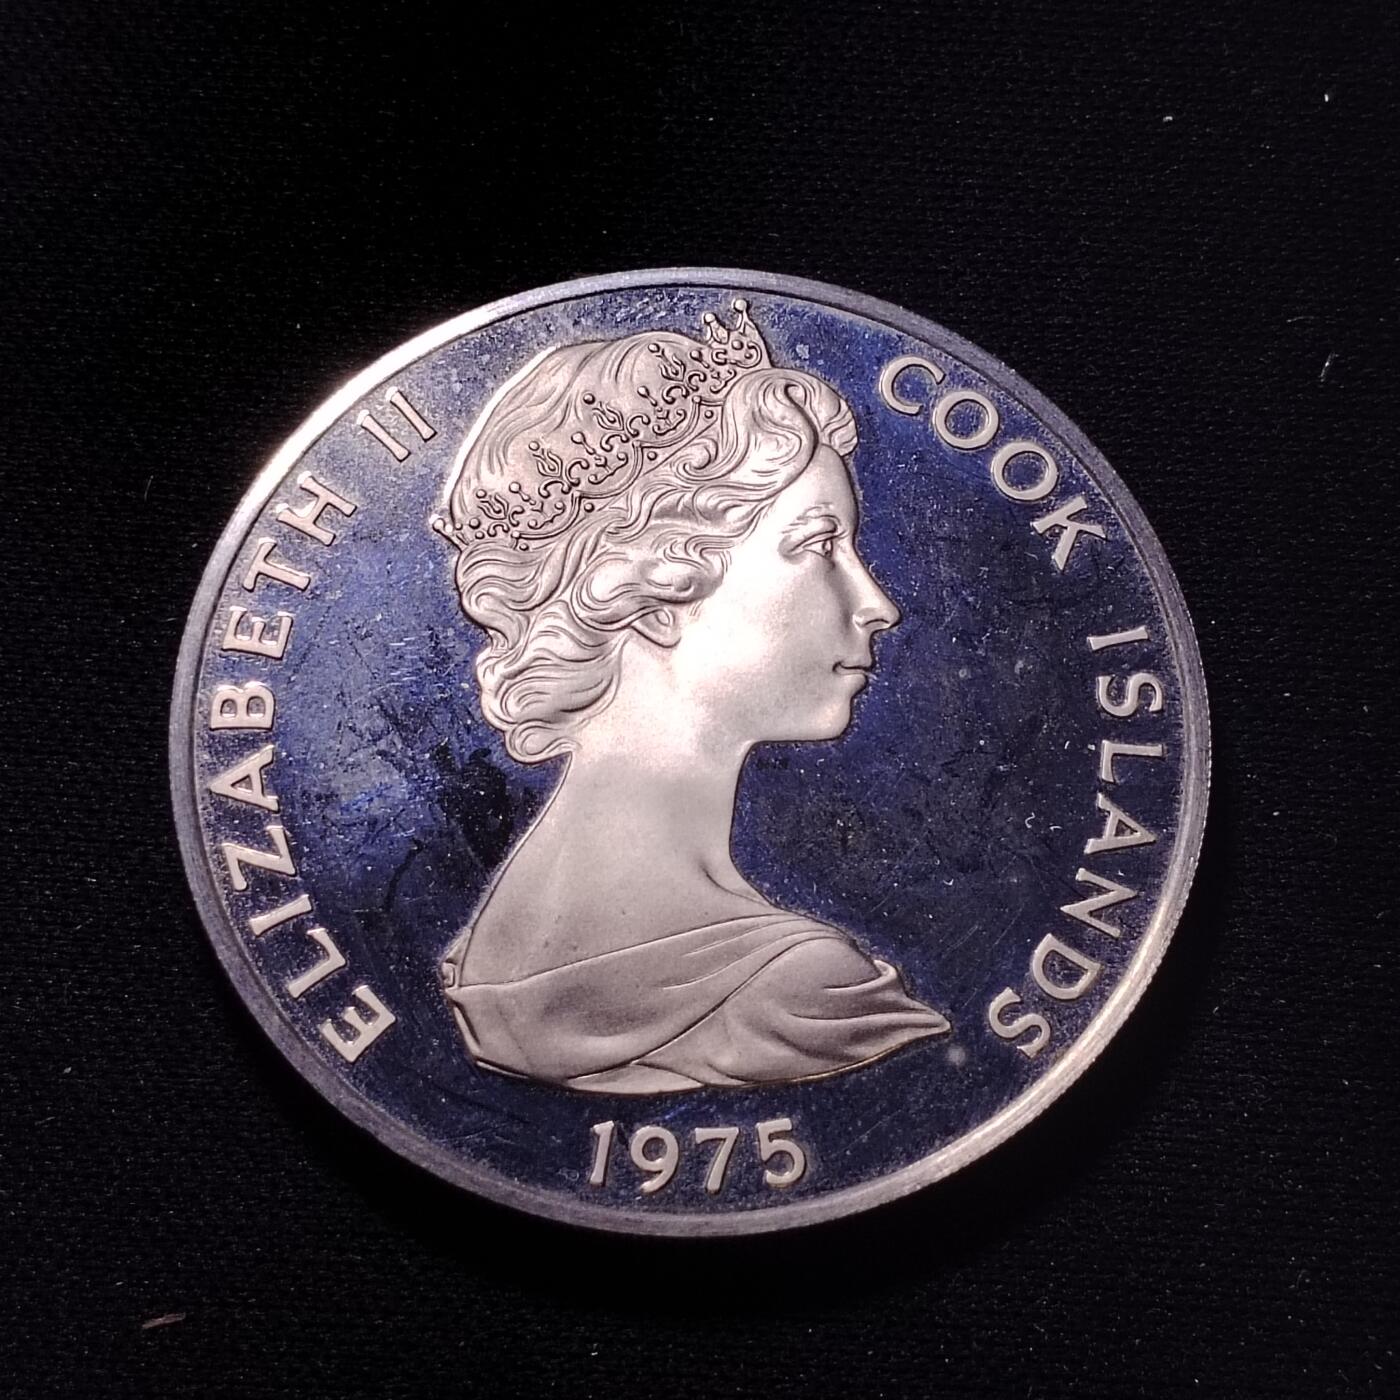 ELIZABETH II
COOK ISLANDS
1975